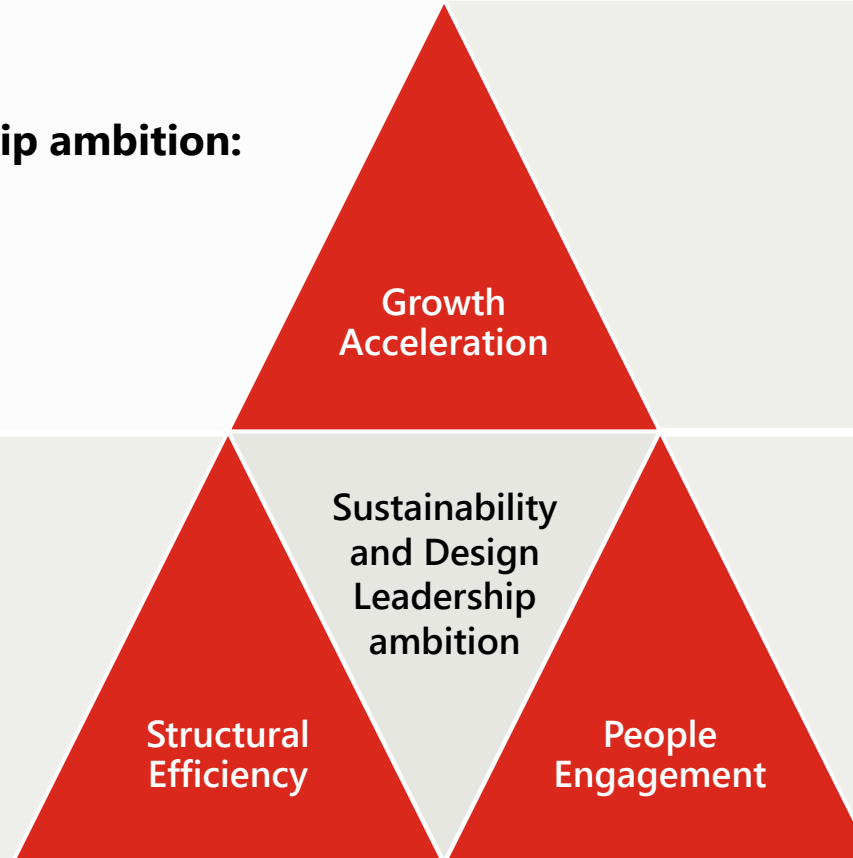 ip ambition:
Growth
Acceleration
Sustainability
and Design
Leadership
ambition
Structural
Efficiency
People
Engagement